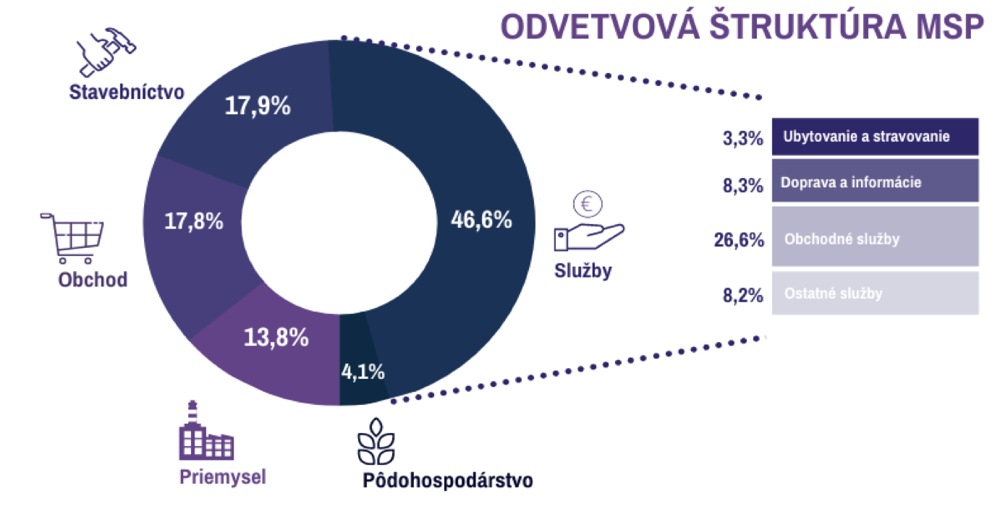 ODVETVOVÁ ŠTRUKTÚRA MSP
Stavebníctvo
17,9%
3,3% Ubytovanie a stravovanie
8,3% Doprava a informácie
17,8%
46,6%
€
26,6% Obchodné služby
Obchod
Služby
8,2% Ostatné služby
13,8%
4,1%
Priemysel
Pôdohospodárstvo